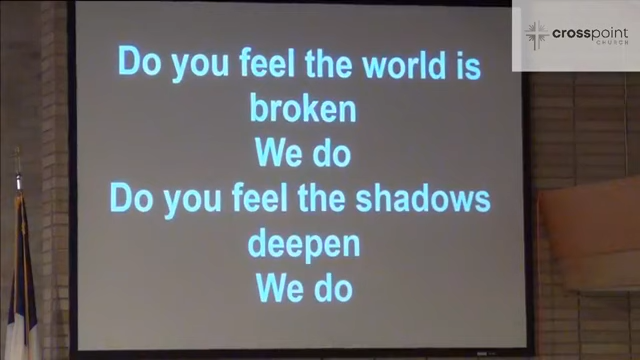 crosspoint
CHURCH
Do you feel the world is
broken
We do
Do you feel the shadows
deepen
We do